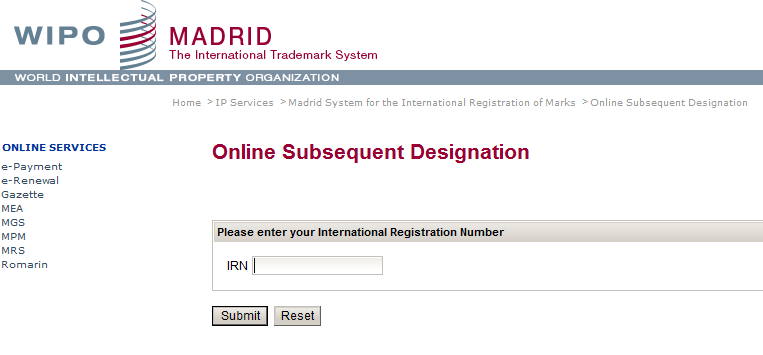 WIPO MADRID
The International Trademark System
WORLD INTELLECTUAL PROPERTY ORGANIZATION
Home >IP Services >Madrid System for the International Registration of Marks >Online Subsequent Designation
ONLINE SERVICES
e-Payment
e-Renewal
Gazette
MEA
MGS
MPM
MRS
Romarin
Online Subsequent Designation
Please enter your International Registration Number
IRN
Submit Reset